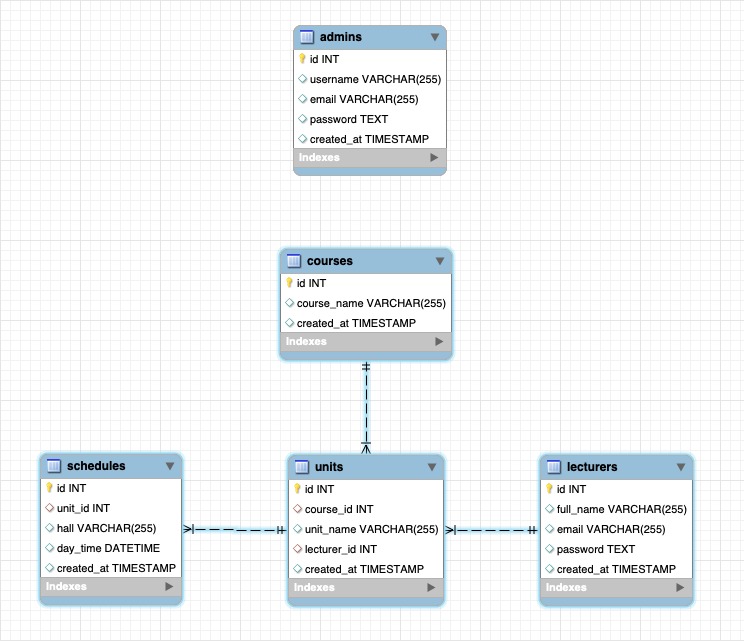 admins
id INT
username VARCHAR(255)
email VARCHAR(255)
password TEXT
created_at TIMESTAMP
Indexes
courses
id INT
course_name VARCHAR(255)
created_at TIMESTAMP
Indexes
schedules
id INT
unit_id INT
hall VARCHAR(255)
day_time DATETIME
created_at TIMESTAMP
Indexes
units
id INT
course_id INT
unit_name VARCHAR(255)
lecturer_id INT
created_at TIMESTAMP
Indexes
lecturers
id INT
full_name VARCHAR(255)
email VARCHAR(255)
password TEXT
created_at TIMESTAMP
Indexes